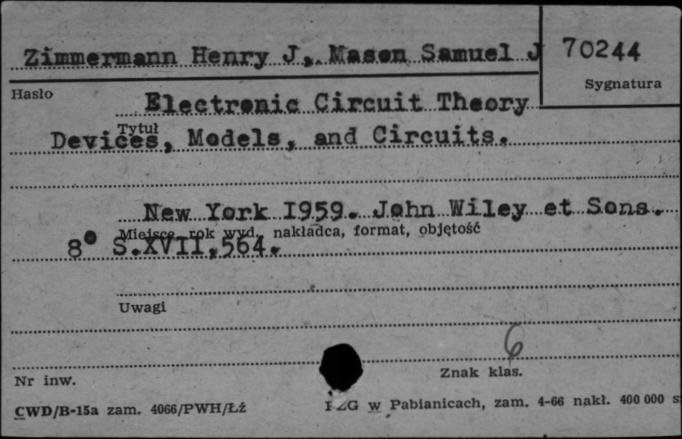 Zimmermann Henry J., Mason Samuel J
70244
Sygnatura
Hasło
Electronic Circuit Theory
Tytuł
Devices, Models, and Circuits.
New York 1959. John Wiley et Sons.
Miejsce, rok wyd., nakładca, format, objętość
8° S.XVII,564.
Uwagi
6
Nr inw.
Znak klas.
CWD/B-15a zam. 4066/PWH/Łź
w Pabianicach, zam. 4-66 nakł. 400 000